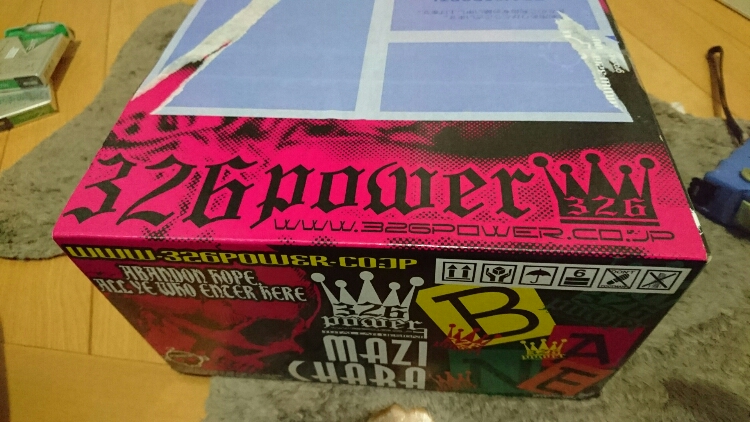 326power
326
WWW.326POWER.CO.JP
WWW.326POWER.CO.JP
ABANDON HOPE,
ALL YE WHO ENTER HERE
326
power
6
MAZI
CHARA
B
A
N
E